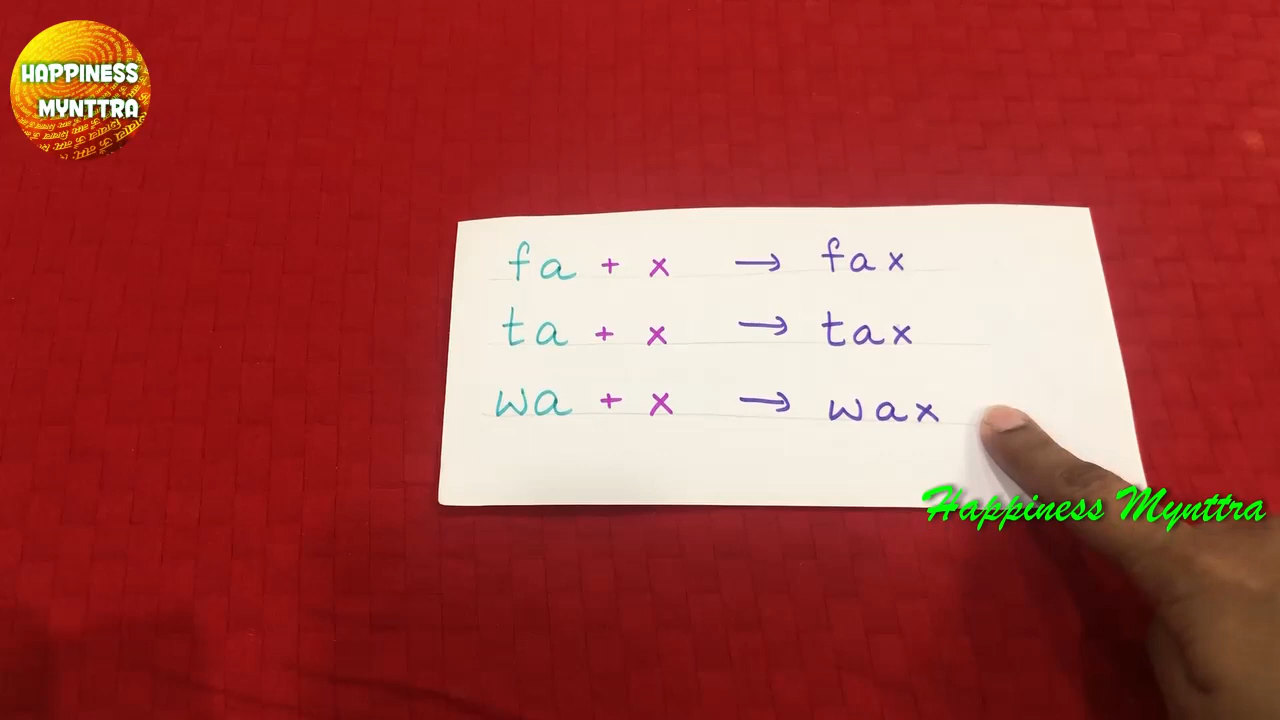 HAPPINESS
MYNTTRA
fa + x → fax
ta + x → tax
wa + x → wax
Happiness Mynttra